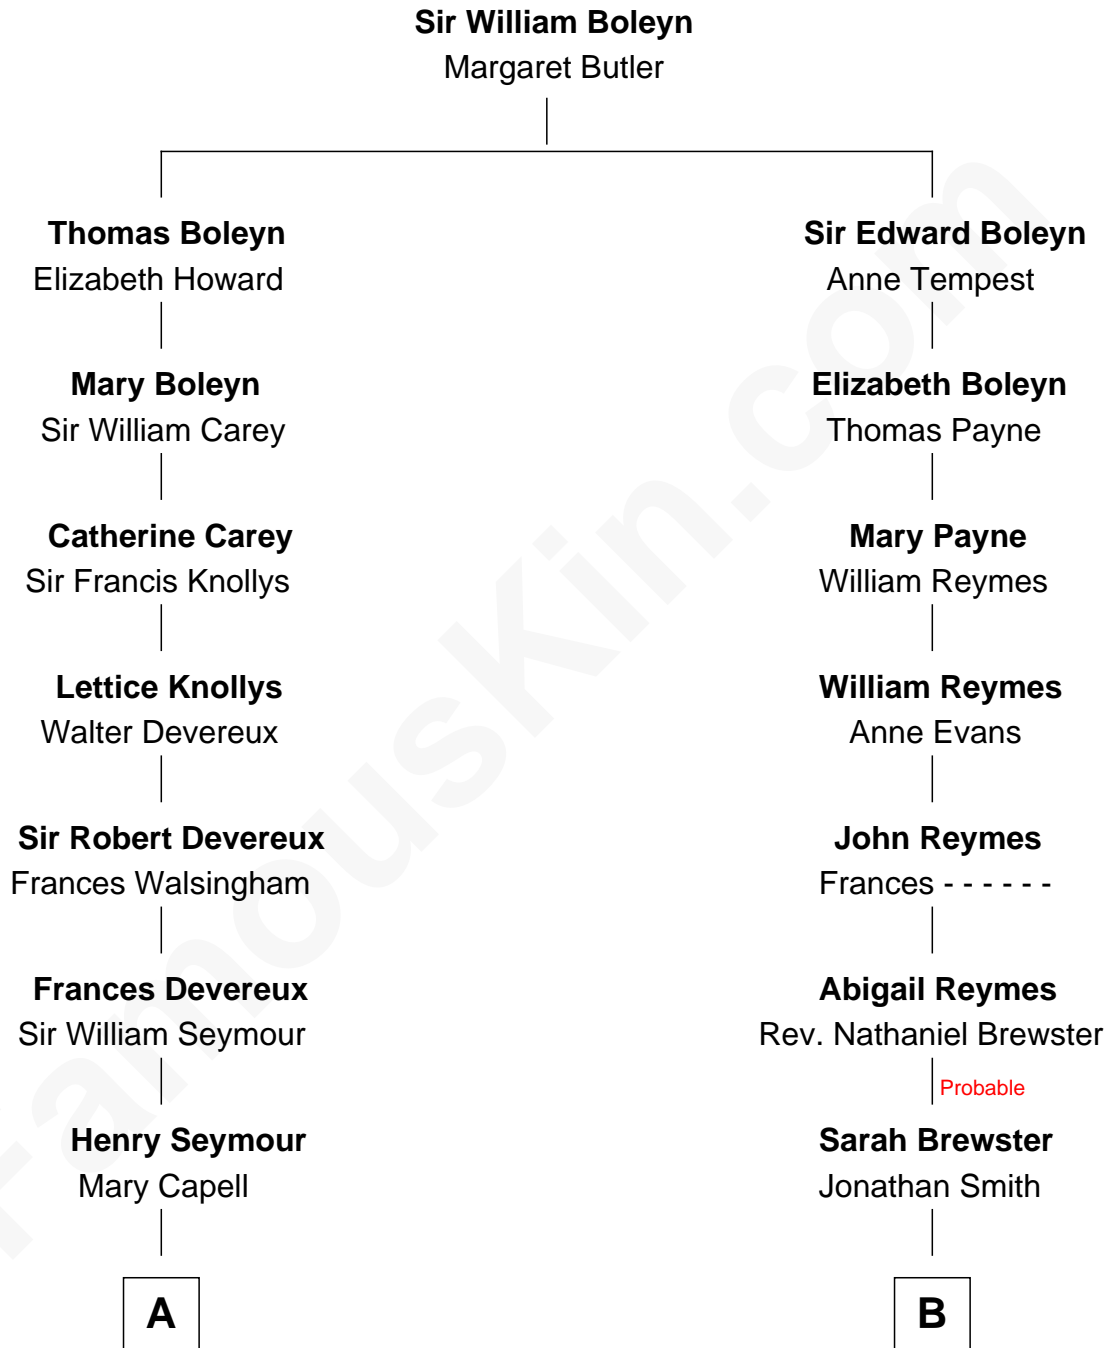 Sir William Boleyn
Margaret Butler
Thomas Boleyn
Elizabeth Howard
Sir Edward Boleyn
Anne Tempest
Mary Boleyn
Sir William Carey
Elizabeth Boleyn
Thomas Payne
Catherine Carey
Sir Francis Knollys
Mary Payne
William Reymes
Lettice Knollys
Walter Devereux
William Reymes
Anne Evans
Sir Robert Devereux
Frances Walsingham
John Reymes
Frances - - - - - -
Frances Devereux
Sir William Seymour
Abigail Reymes
Rev. Nathaniel Brewster
Probable
Henry Seymour
Mary Capell
Sarah Brewster
Jonathan Smith
A
B
FamousKin.com